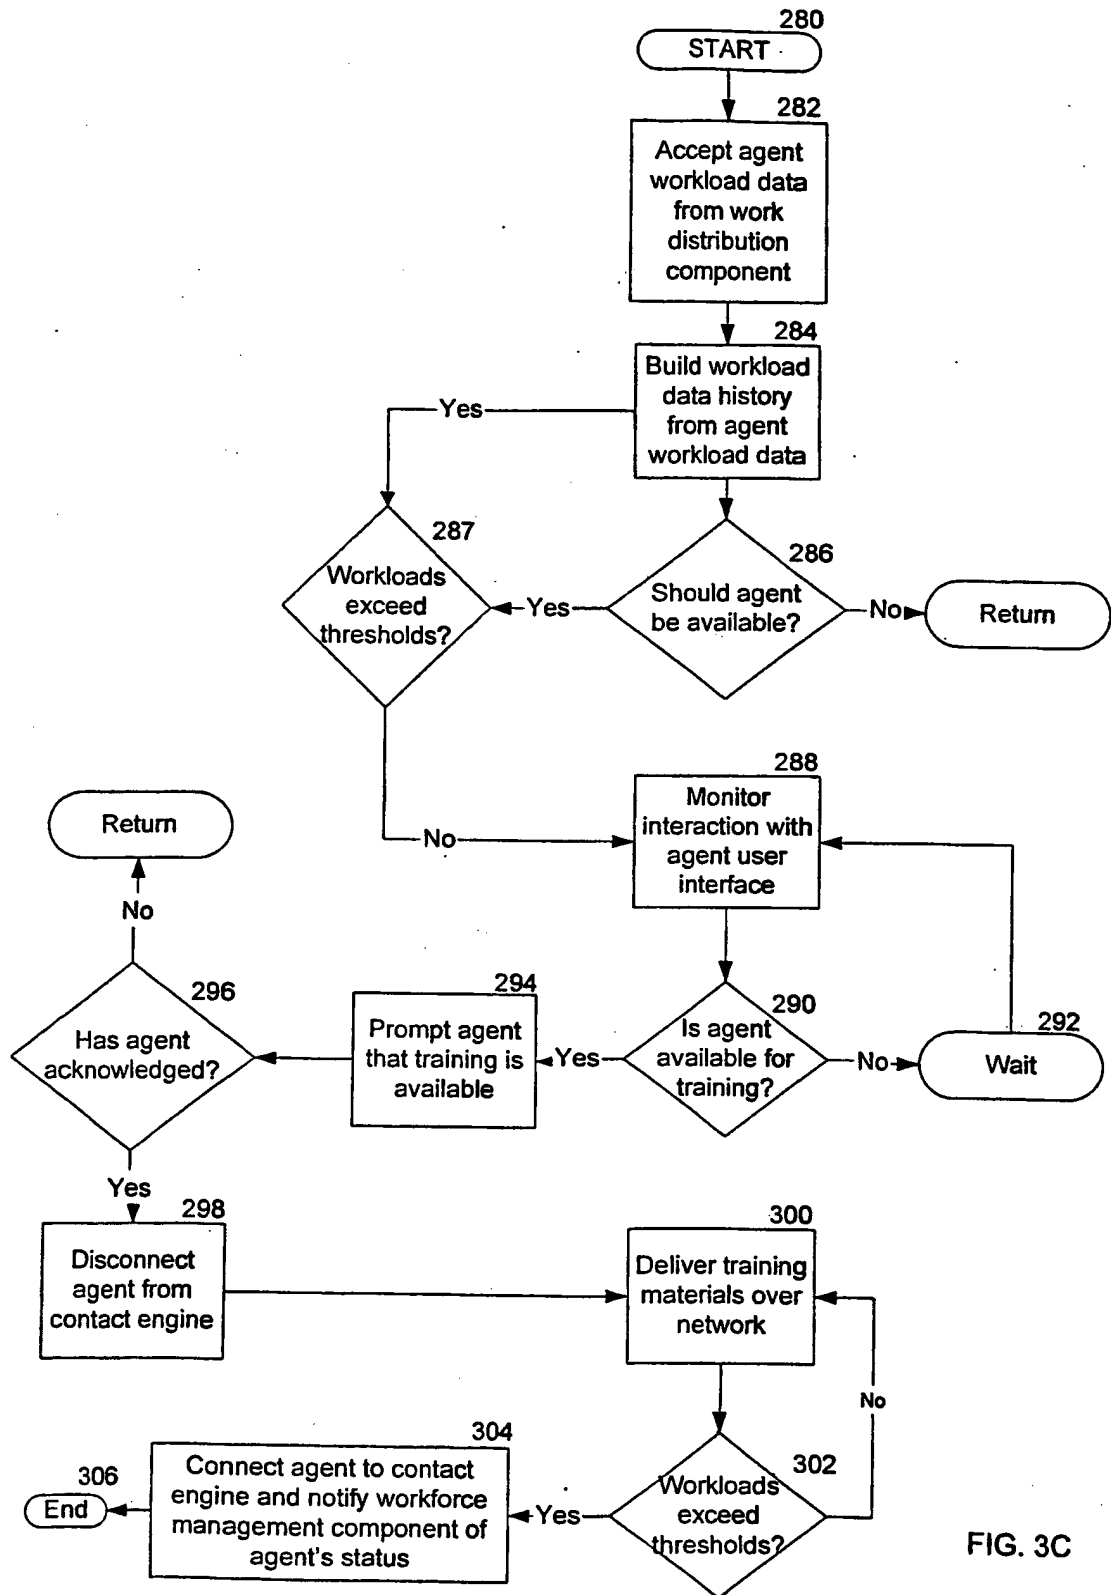 280
START
282
Accept agent
workload data
from work
distribution
component
284
Build workload
data history
from agent
workload data
Yes
287
Workloads
exceed
thresholds?
Yes
286
Should agent
be available?
No
Return
288
Monitor
interaction with
agent user
interface
No
Return
No
296
Has agent
acknowledged?
294
Prompt agent
that training is
available
Yes
290
Is agent
available for
training?
No
292
Wait
Yes
298
Disconnect
agent from
contact engine
300
Deliver training
materials over
network
No
304
Connect agent to contact
engine and notify workforce
management component of
agent's status
306
End
Yes
302
Workloads
exceed
thresholds?
FIG. 3C